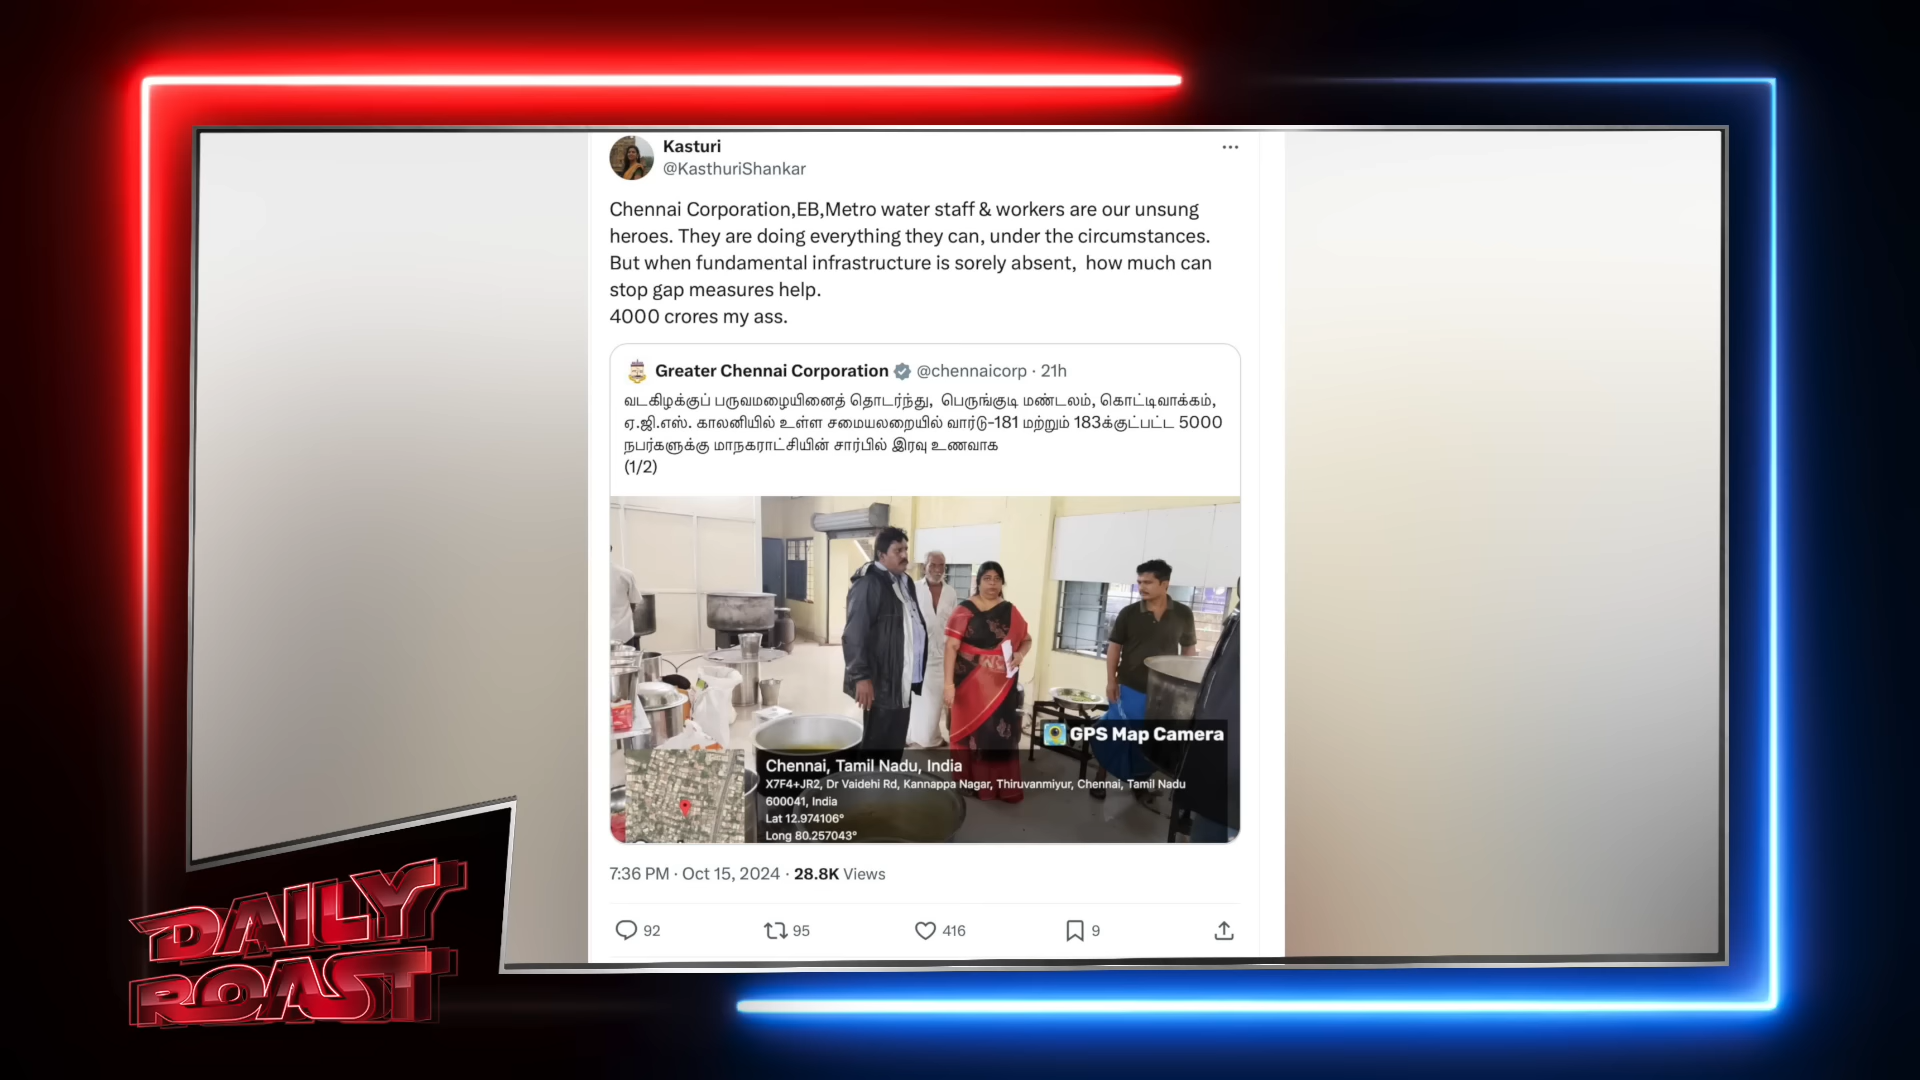 Kasturi
@KasthuriShankar
Chennai Corporation,EB,Metro water staff & workers are our unsung
heroes. They are doing everything they can, under the circumstances.
But when fundamental infrastructure is sorely absent,  how much can
stop gap measures help.
4000 crores my ass.
Greater Chennai Corporation @chennaicorp · 21h
வடகிழக்குப் பருவமழையினைத் தொடர்ந்து,  பெருங்குடி மண்டலம், கொட்டிவாக்கம்,
ஏ.ஜி.எஸ். காலனியில் உள்ள சமையலறையில் வார்டு-181 மற்றும் 183க்குட்பட்ட 5000
நபர்களுக்கு மாநகராட்சியின் சார்பில் இரவு உணவாக
(1/2)
GPS Map Camera
Chennai, Tamil Nadu, India
X7F4+JR2, Dr Vaidehi Rd, Kannappa Nagar, Thiruvanmiyur, Chennai, Tamil Nadu
600041, India
Lat 12.974106°
Long 80.257043°
7:36 PM · Oct 15, 2024 · 28.8K Views
92 95 416 9
DAILY
ROAST